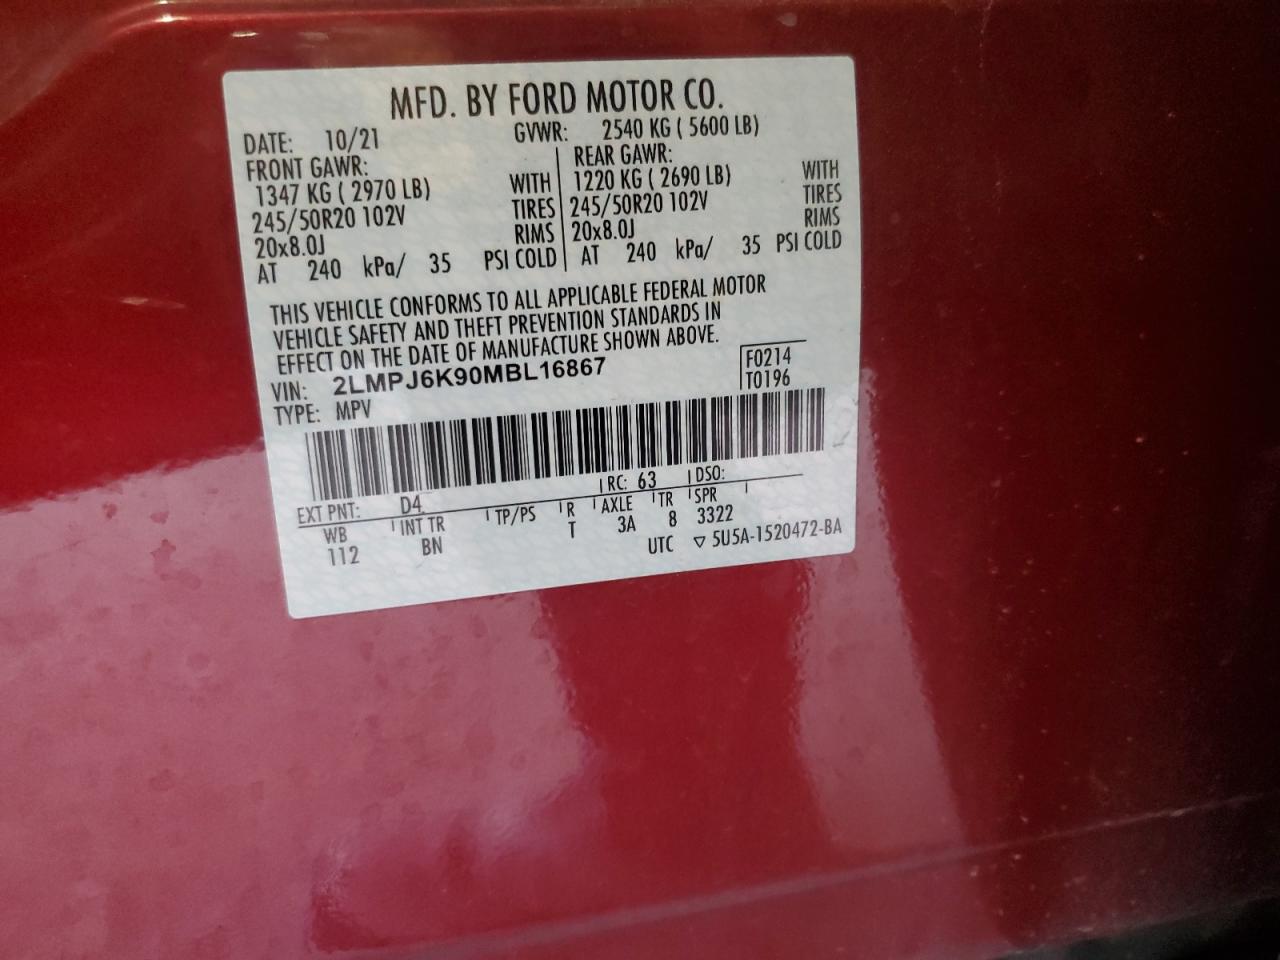 MFD. BY FORD MOTOR CO.
DATE: 10/21 GVWR: 2540 KG ( 5600 LB)
FRONT GAWR: REAR GAWR:
1347 KG ( 2970 LB) WITH 1220 KG ( 2690 LB) WITH
245/50R20 102V TIRES 245/50R20 102V TIRES
20x8.0J RIMS 20x8.0J RIMS
AT 240 kPa/ 35 PSI COLD AT 240 kPa/ 35 PSI COLD
THIS VEHICLE CONFORMS TO ALL APPLICABLE FEDERAL MOTOR
VEHICLE SAFETY AND THEFT PREVENTION STANDARDS IN
EFFECT ON THE DATE OF MANUFACTURE SHOWN ABOVE.
VIN: 2LMPJ6K90MBL16867 F0214
TYPE: MPV T0196
EXT PNT: D4 RC: 63 DSO:
WB INT TR TP/PS R AXLE TR SPR
112 BN T 3A 8 3322
UTC ▽ 5U5A-1520472-BA